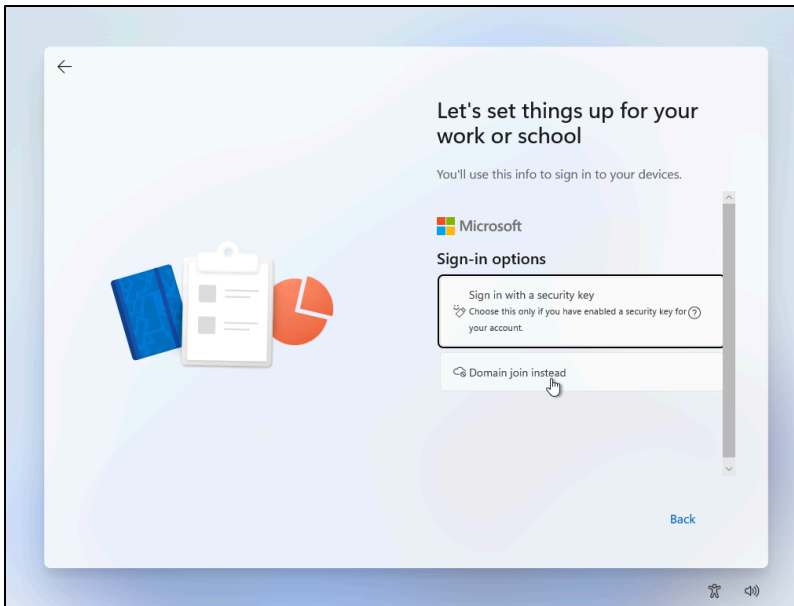 Let's set things up for your
work or school
You'll use this info to sign in to your devices.
Microsoft
Sign-in options
Sign in with a security key
Choose this only if you have enabled a security key for
your account.
Domain join instead
Back